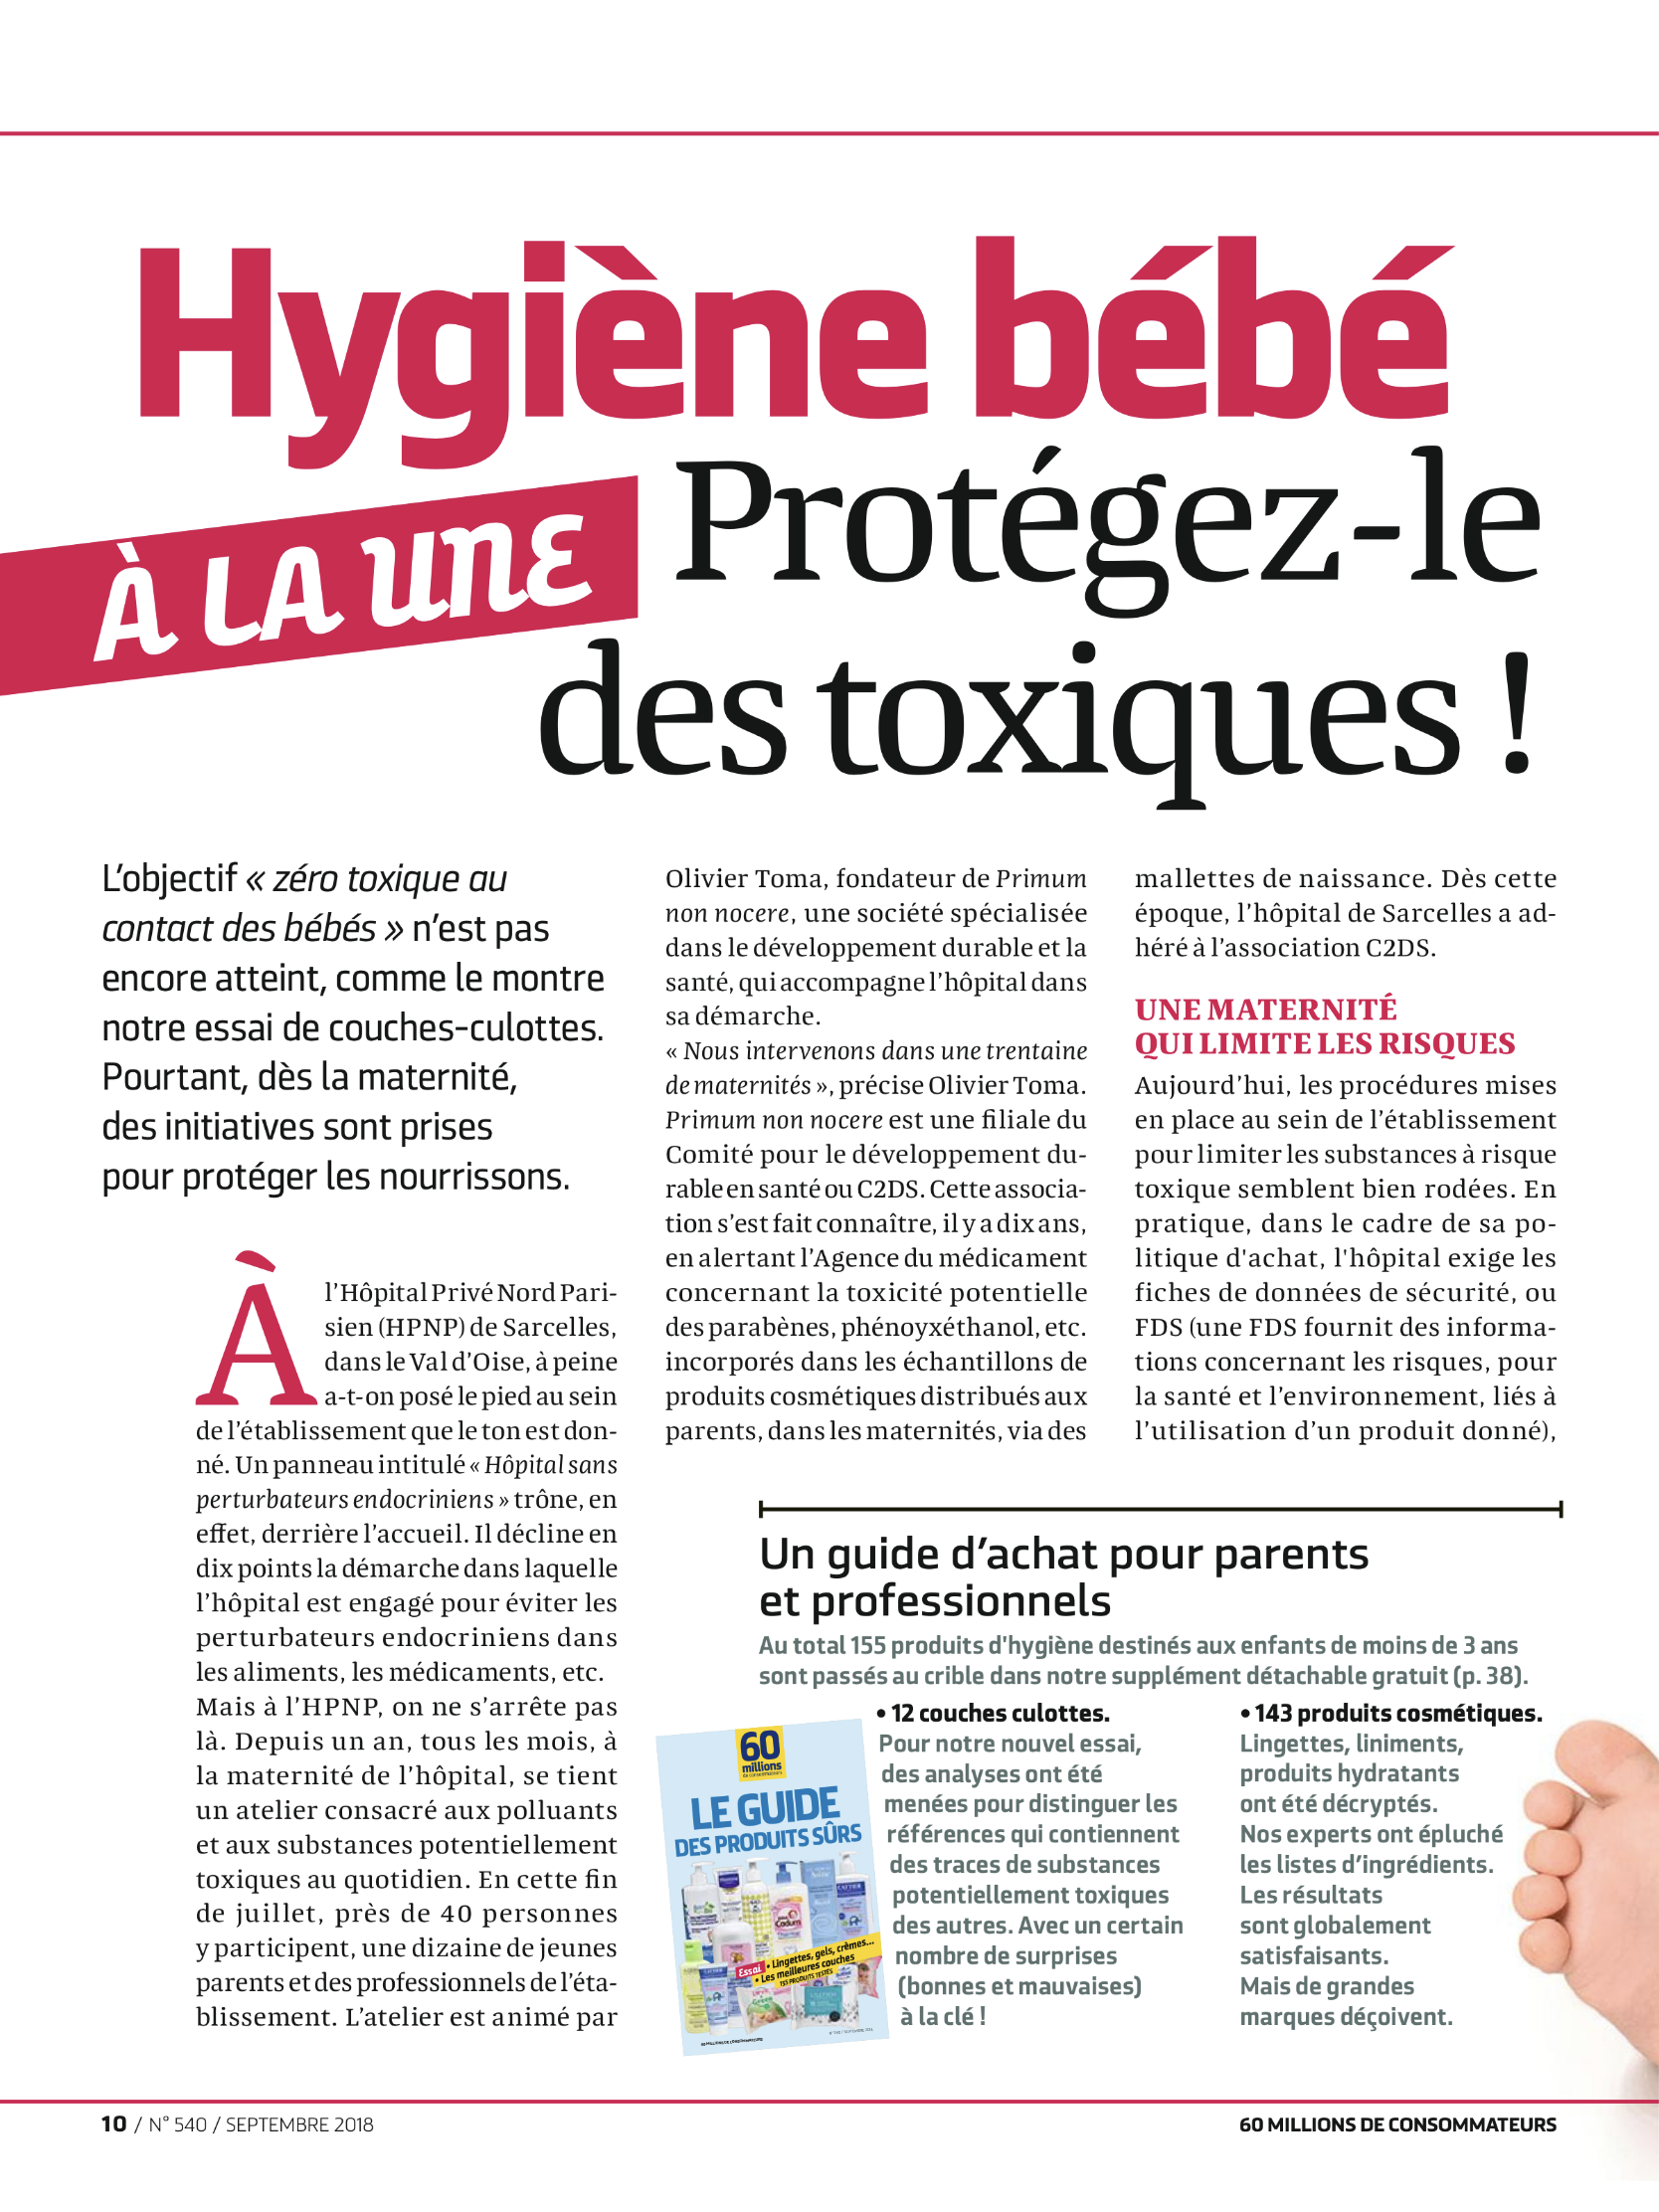 Hygiène bébé
À LA UNE
Protégez-le
des toxiques !
L’objectif « zéro toxique au
contact des bébés » n’est pas
encore atteint, comme le montre
notre essai de couches-culottes.
Pourtant, dès la maternité,
des initiatives sont prises
pour protéger les nourrissons.
À l’Hôpital Privé Nord Pari-
sien (HPNP) de Sarcelles,
dans le Val d’Oise, à peine
a-t-on posé le pied au sein
de l’établissement que le ton est don-
né. Un panneau intitulé « Hôpital sans
perturbateurs endocriniens » trône, en
effet, derrière l’accueil. Il décline en
dix points la démarche dans laquelle
l’hôpital est engagé pour éviter les
perturbateurs endocriniens dans
les aliments, les médicaments, etc.
Mais à l’HPNP, on ne s’arrête pas
là. Depuis un an, tous les mois, à
la maternité de l’hôpital, se tient
un atelier consacré aux polluants
et aux substances potentiellement
toxiques au quotidien. En cette fin
de juillet, près de 40 personnes
y participent, une dizaine de jeunes
parents et des professionnels de l’éta-
blissement. L’atelier est animé par
Olivier Toma, fondateur de Primum
non nocere, une société spécialisée
dans le développement durable et la
santé, qui accompagne l’hôpital dans
sa démarche.
« Nous intervenons dans une trentaine
de maternités », précise Olivier Toma.
Primum non nocere est une filiale du
Comité pour le développement du-
rable en santé ou C2DS. Cette associa-
tion s’est fait connaître, il y a dix ans,
en alertant l’Agence du médicament
concernant la toxicité potentielle
des parabènes, phénoyxéthanol, etc.
incorporés dans les échantillons de
produits cosmétiques distribués aux
parents, dans les maternités, via des
mallettes de naissance. Dès cette
époque, l’hôpital de Sarcelles a ad-
héré à l’association C2DS.
UNE MATERNITÉ
QUI LIMITE LES RISQUES
Aujourd’hui, les procédures mises
en place au sein de l’établissement
pour limiter les substances à risque
toxique semblent bien rodées. En
pratique, dans le cadre de sa po-
litique d'achat, l'hôpital exige les
fiches de données de sécurité, ou
FDS (une FDS fournit des informa-
tions concernant les risques, pour
la santé et l’environnement, liés à
l’utilisation d’un produit donné),
Un guide d’achat pour parents
et professionnels
Au total 155 produits d'hygiène destinés aux enfants de moins de 3 ans
sont passés au crible dans notre supplément détachable gratuit (p. 38).
60
millions
de consommateurs
LE GUIDE
DES PRODUITS SÛRS
Essai • Lingettes, gels, crèmes...
• Les meilleures couches
155 PRODUITS TESTÉS
• 12 couches culottes.
Pour notre nouvel essai,
des analyses ont été
menées pour distinguer les
références qui contiennent
des traces de substances
potentiellement toxiques
des autres. Avec un certain
nombre de surprises
(bonnes et mauvaises)
à la clé !
• 143 produits cosmétiques.
Lingettes, liniments,
produits hydratants
ont été décryptés.
Nos experts ont épluché
les listes d’ingrédients.
Les résultats
sont globalement
satisfaisants.
Mais de grandes
marques déçoivent.
10 / N° 540 / SEPTEMBRE 2018
60 MILLIONS DE CONSOMMATEURS